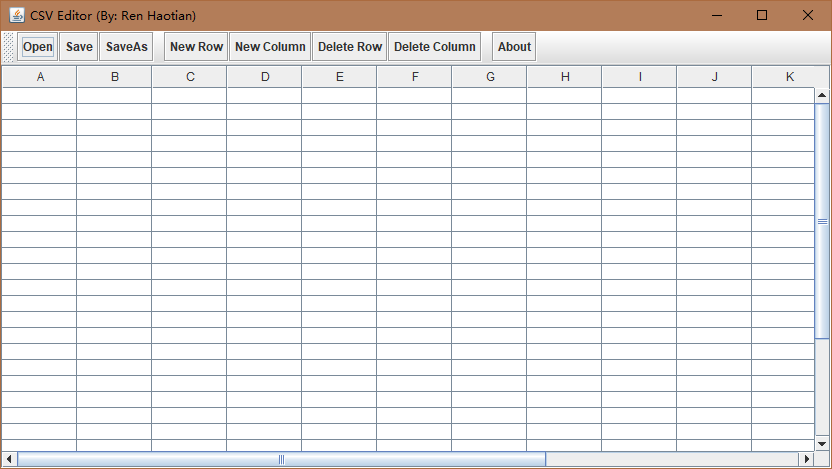 CSV Editor (By: Ren Haotian)
Open Save SaveAs New Row New Column Delete Row Delete Column About
A B C D E F G H I J K